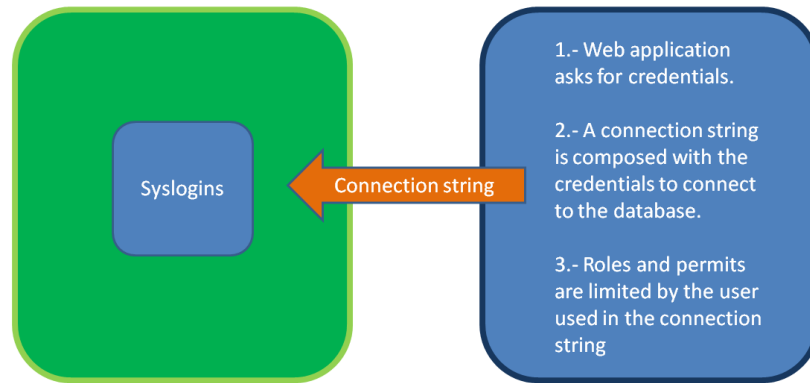 Syslogins
Connection string
1.- Web application
asks for credentials.
2.- A connection string
is composed with the
credentials to connect
to the database.
3.- Roles and permits
are limited by the user
used in the connection
string